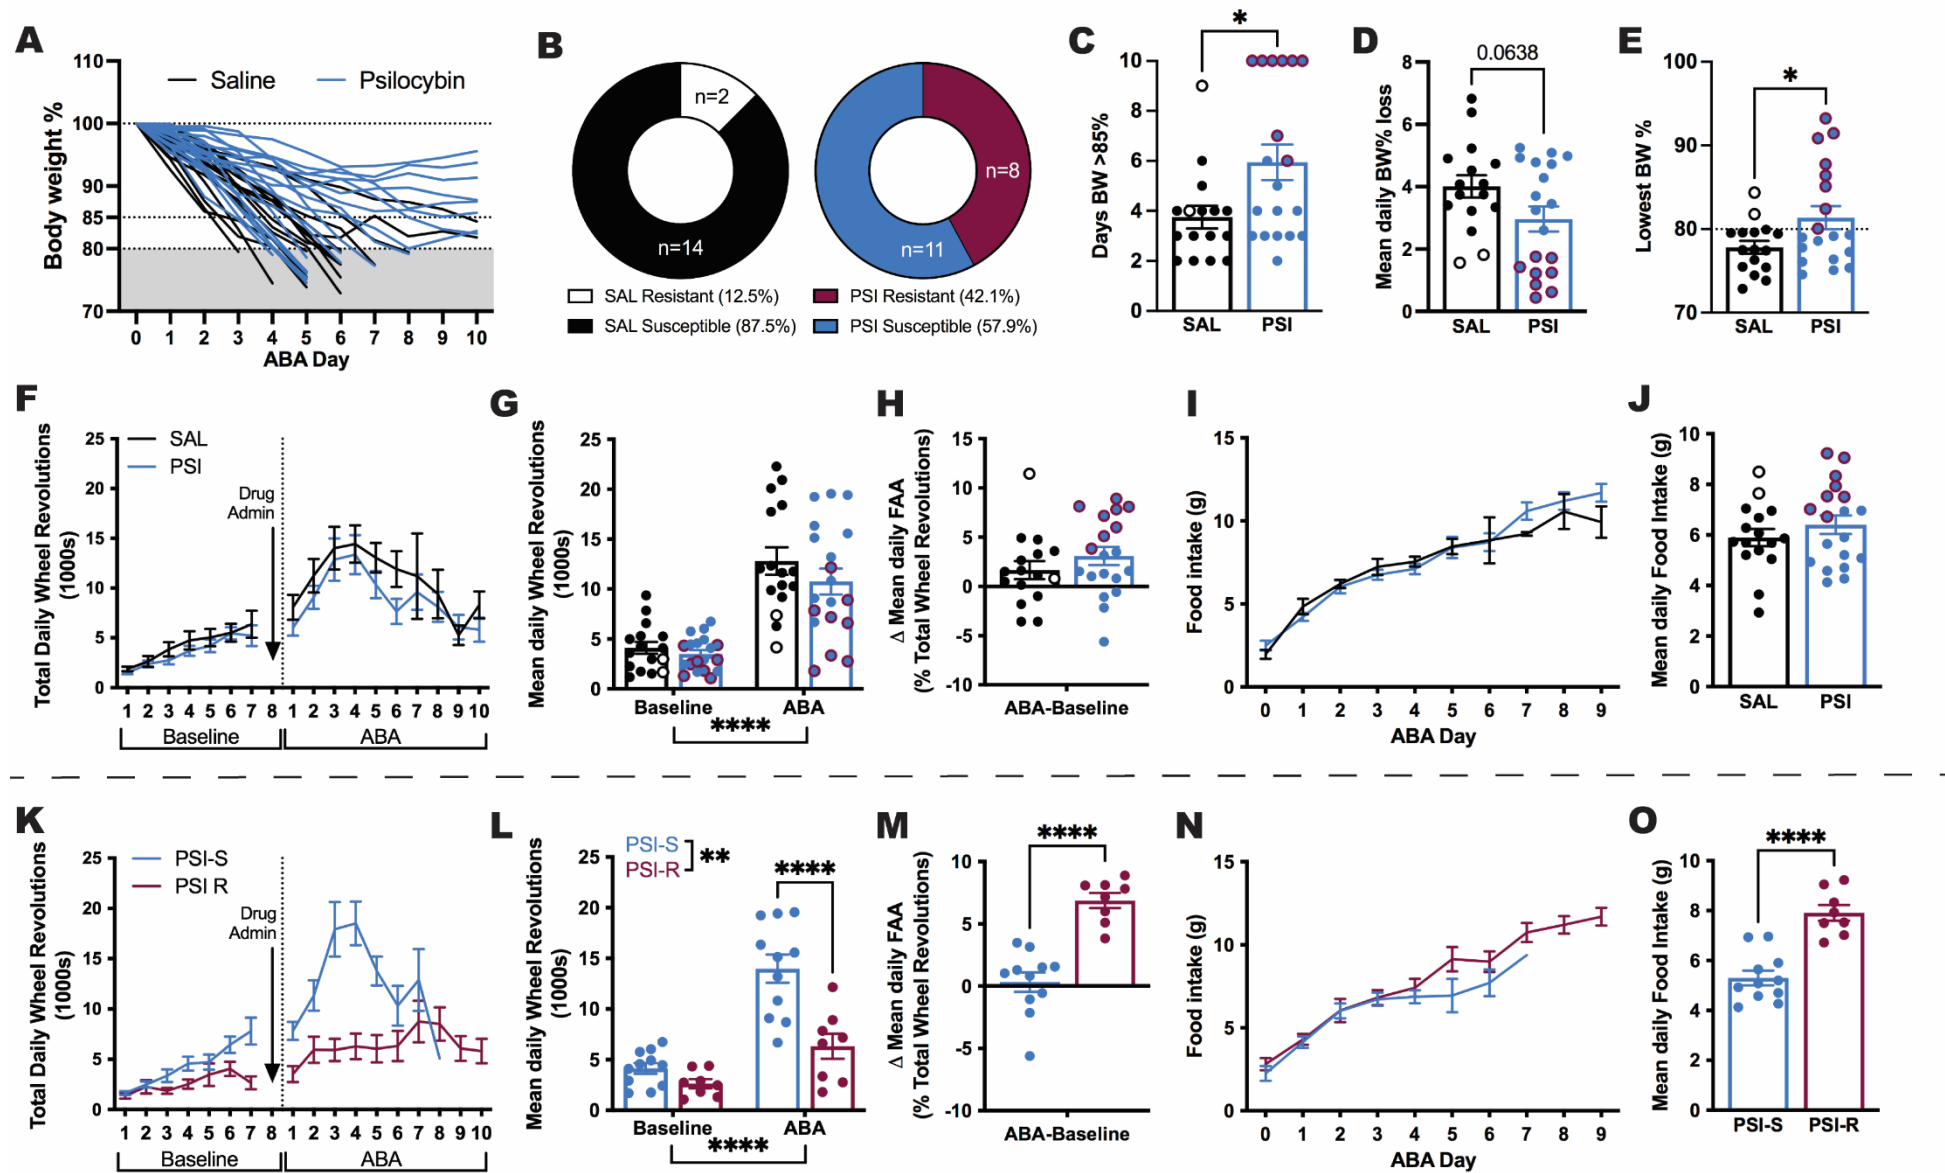 A
110
100
90
85
80
70
Body weight %
Saline
Psilocybin
0 1 2 3 4 5 6 7 8 9 10
ABA Day
B
n=2
n=14
n=8
n=11
SAL Resistant (12.5%)
SAL Susceptible (87.5%)
PSI Resistant (42.1%)
PSI Susceptible (57.9%)
C
*
10
8
6
4
2
0
Days BW >85%
SAL PSI
D
0.0638
8
6
4
2
0
Mean daily BW% loss
SAL PSI
E
*
100
90
80
70
Lowest BW %
SAL PSI
F
25
20
15
10
5
0
Total Daily Wheel Revolutions
(1000s)
SAL
PSI
Drug
Admin
1 2 3 4 5 6 7 8 1 2 3 4 5 6 7 8 9 10
Baseline ABA
G
25
20
15
10
5
0
Mean daily Wheel Revolutions
(1000s)
Baseline ABA
****
H
15
10
5
0
-5
-10
Δ Mean daily FAA
(% Total Wheel Revolutions)
ABA-Baseline
I
15
10
5
0
Food intake (g)
0 1 2 3 4 5 6 7 8 9
ABA Day
J
10
8
6
4
2
0
Mean daily Food Intake (g)
SAL PSI
K
25
20
15
10
5
0
Total Daily Wheel Revolutions
(1000s)
PSI-S
PSI R
Drug
Admin
1 2 3 4 5 6 7 8 1 2 3 4 5 6 7 8 9 10
Baseline ABA
L
25
20
15
10
5
0
Mean daily Wheel Revolutions
(1000s)
PSI-S
PSI-R
**
****
Baseline ABA
****
M
****
10
5
0
-5
-10
Δ Mean daily FAA
(% Total Wheel Revolutions)
ABA-Baseline
N
15
10
5
0
Food intake (g)
0 1 2 3 4 5 6 7 8 9
ABA Day
O
****
10
8
6
4
2
0
Mean daily Food Intake (g)
PSI-S PSI-R